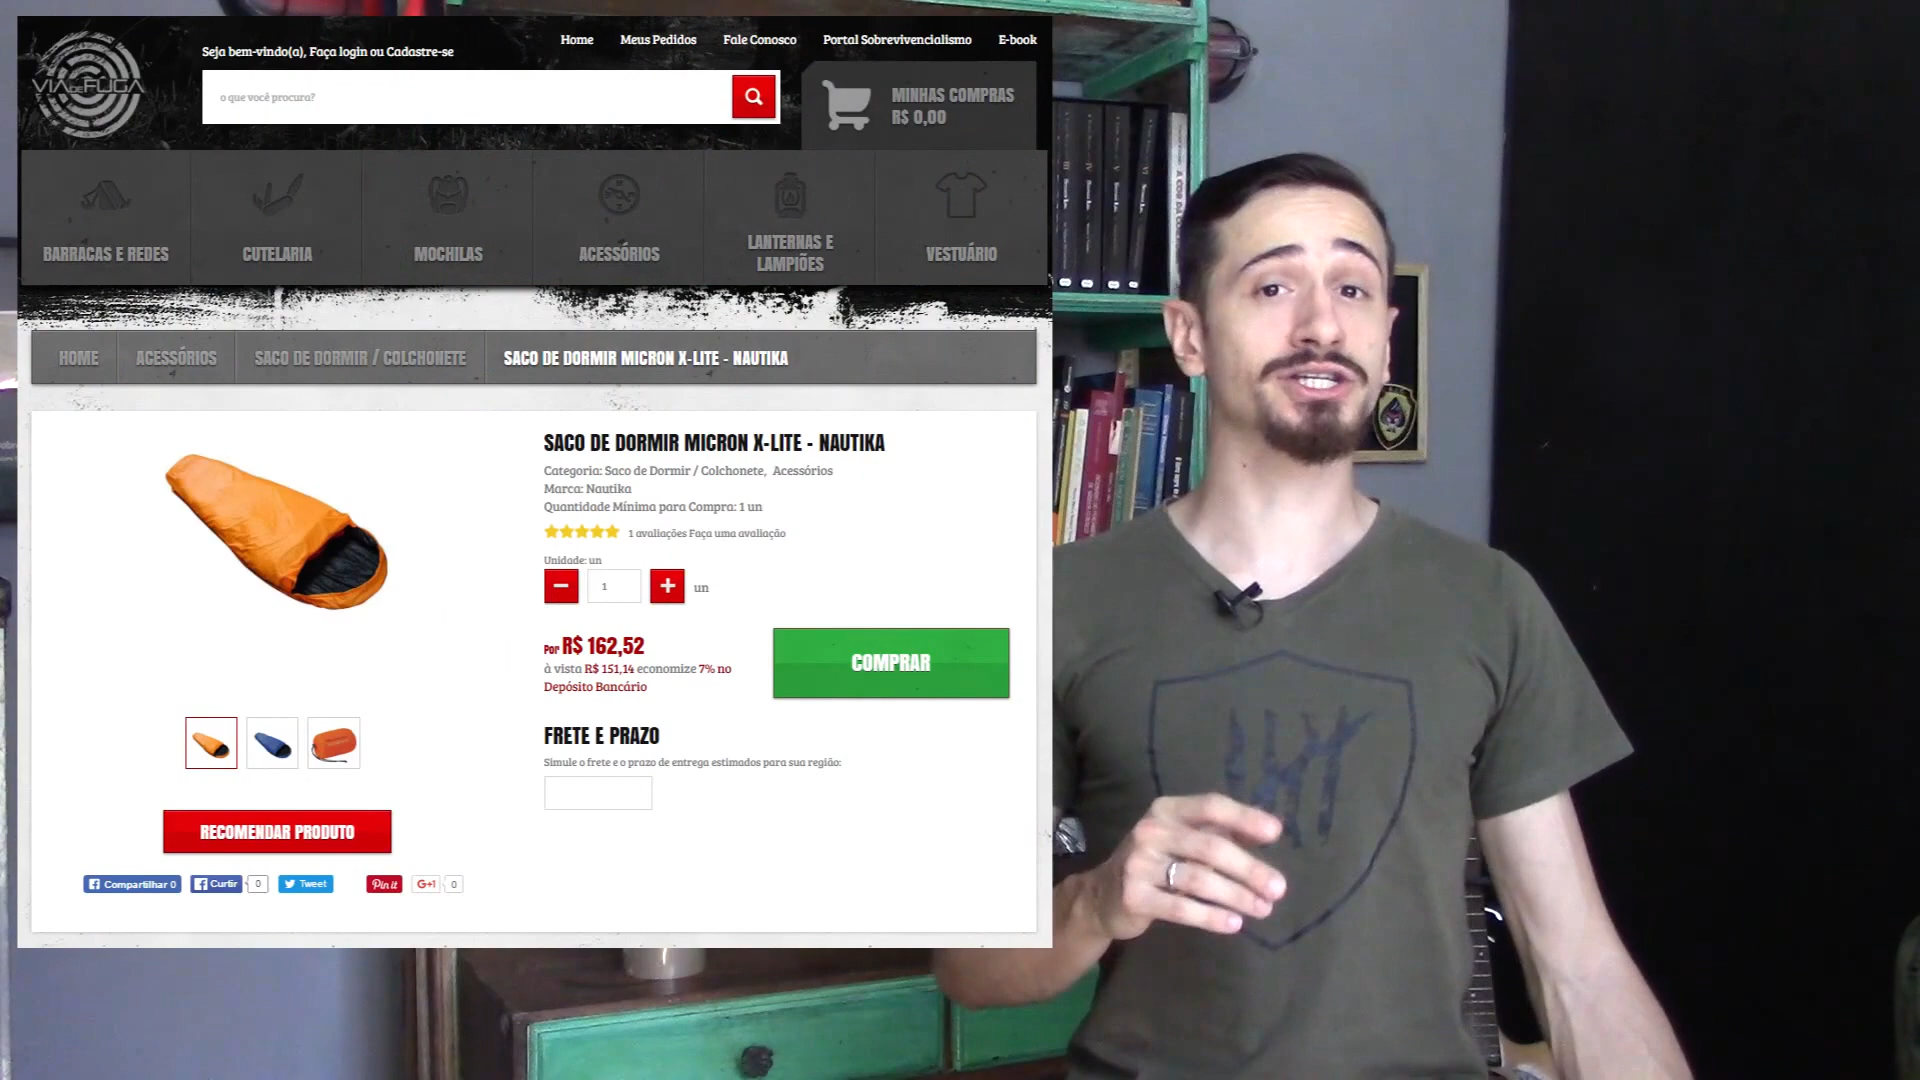 Home Meus Pedidos Fale Conosco Portal Sobrevivencialismo E-book
Seja bem-vindo(a), Faça login ou Cadastre-se
VIA DE FUGA
o que você procura?
MINHAS COMPRAS
R$ 0,00
BARRACAS E REDES
CUTELARIA
MOCHILAS
ACESSÓRIOS
LANTERNAS E
LAMPIÕES
VESTUÁRIO
HOME ACESSÓRIOS SACO DE DORMIR / COLCHONETE SACO DE DORMIR MICRON X-LITE - NAUTIKA
SACO DE DORMIR MICRON X-LITE - NAUTIKA
Categoria: Saco de Dormir / Colchonete, Acessórios
Marca: Nautika
Quantidade Mínima para Compra: 1 un
1 avaliações Faça uma avaliação
Unidade: un
1 un
Por R$ 162,52
à vista R$ 151,14 economize 7% no
Depósito Bancário
COMPRAR
FRETE E PRAZO
Simule o frete e o prazo de entrega estimados para sua região:
RECOMENDAR PRODUTO
Compartilhar 0 Curtir 0 Tweet Pin it G+1 0